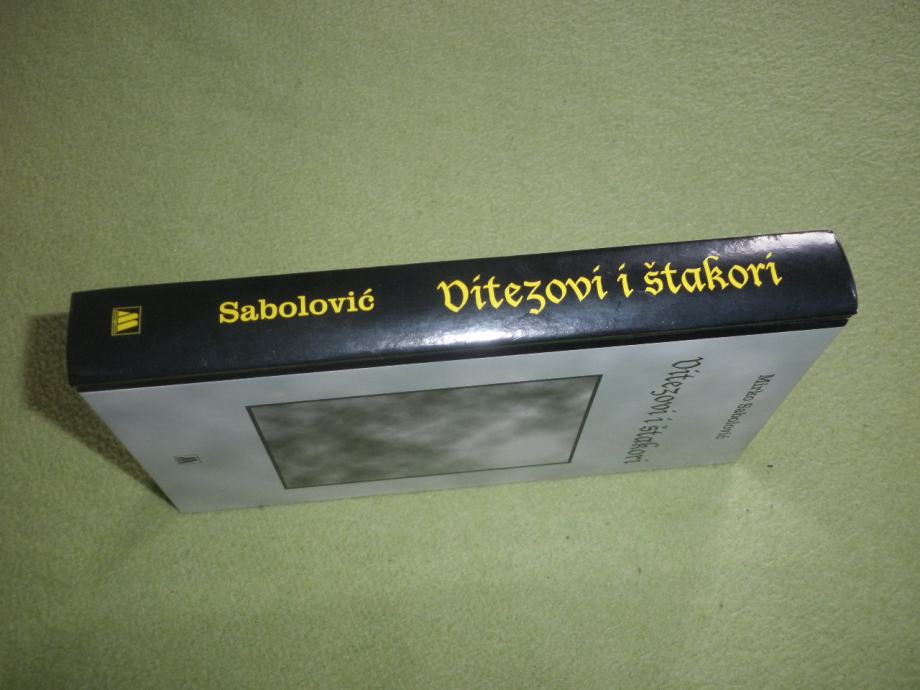 Sabolović
Vitezovi i štakori
Mirko Sabolović
Vitezovi i štakori